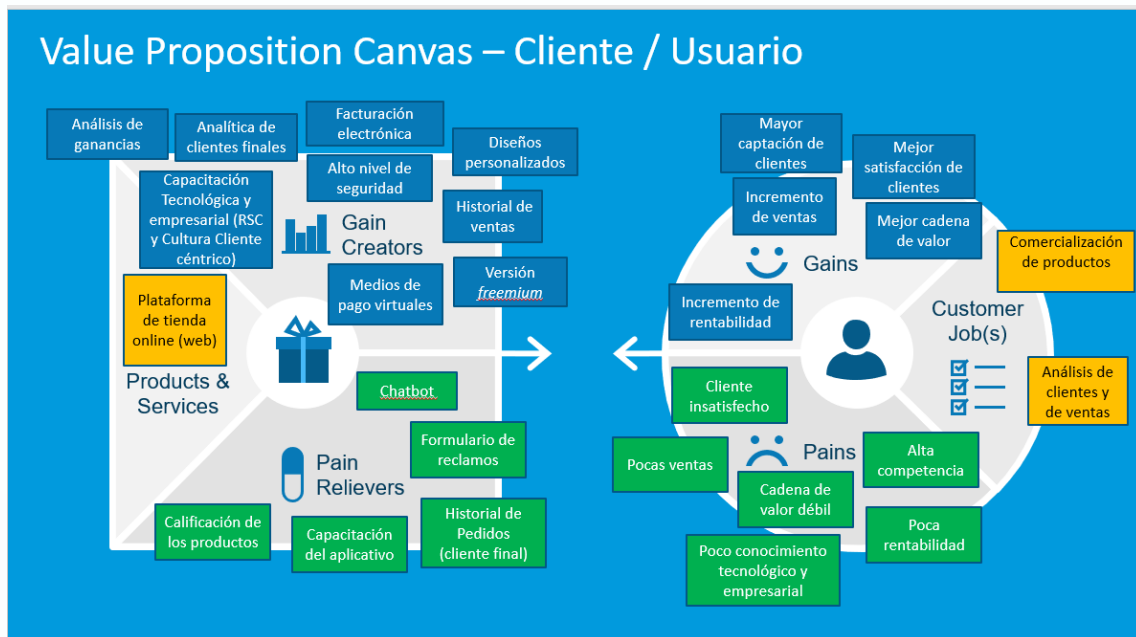 Value Proposition Canvas – Cliente / Usuario
Análisis de
ganancias
Analítica de
clientes finales
Facturación
electrónica
Diseños
personalizados
Capacitación
Tecnológica y
empresarial (RSC
y Cultura Cliente
céntrico)
Alto nivel de
seguridad
Historial de
ventas
Gain
Creators
Medios de
pago virtuales
Versión
freemium
Plataforma
de tienda
online (web)
Products &
Services
Chatbot
Formulario de
reclamos
Pain
Relievers
Calificación de
los productos
Capacitación
del aplicativo
Historial de
Pedidos
(cliente final)
Mayor
captación de
clientes
Mejor
satisfacción de
clientes
Incremento
de ventas
Mejor cadena
de valor
Comercialización
de productos
Gains
Incremento de
rentabilidad
Customer
Job(s)
Análisis de
clientes y
de ventas
Cliente
insatisfecho
Pocas ventas
Pains
Alta
competencia
Cadena de
valor débil
Poca
rentabilidad
Poco conocimiento
tecnológico y
empresarial